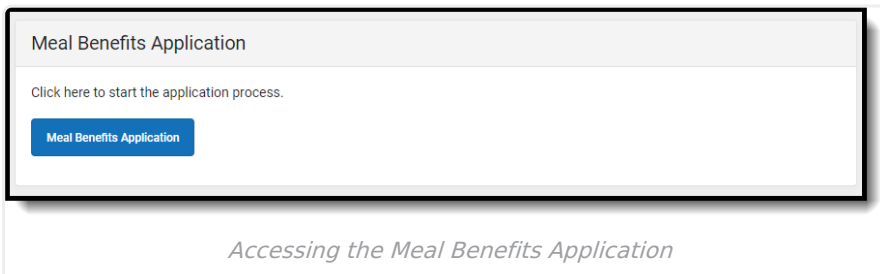 Meal Benefits Application
Click here to start the application process.
Meal Benefits Application
Accessing the Meal Benefits Application